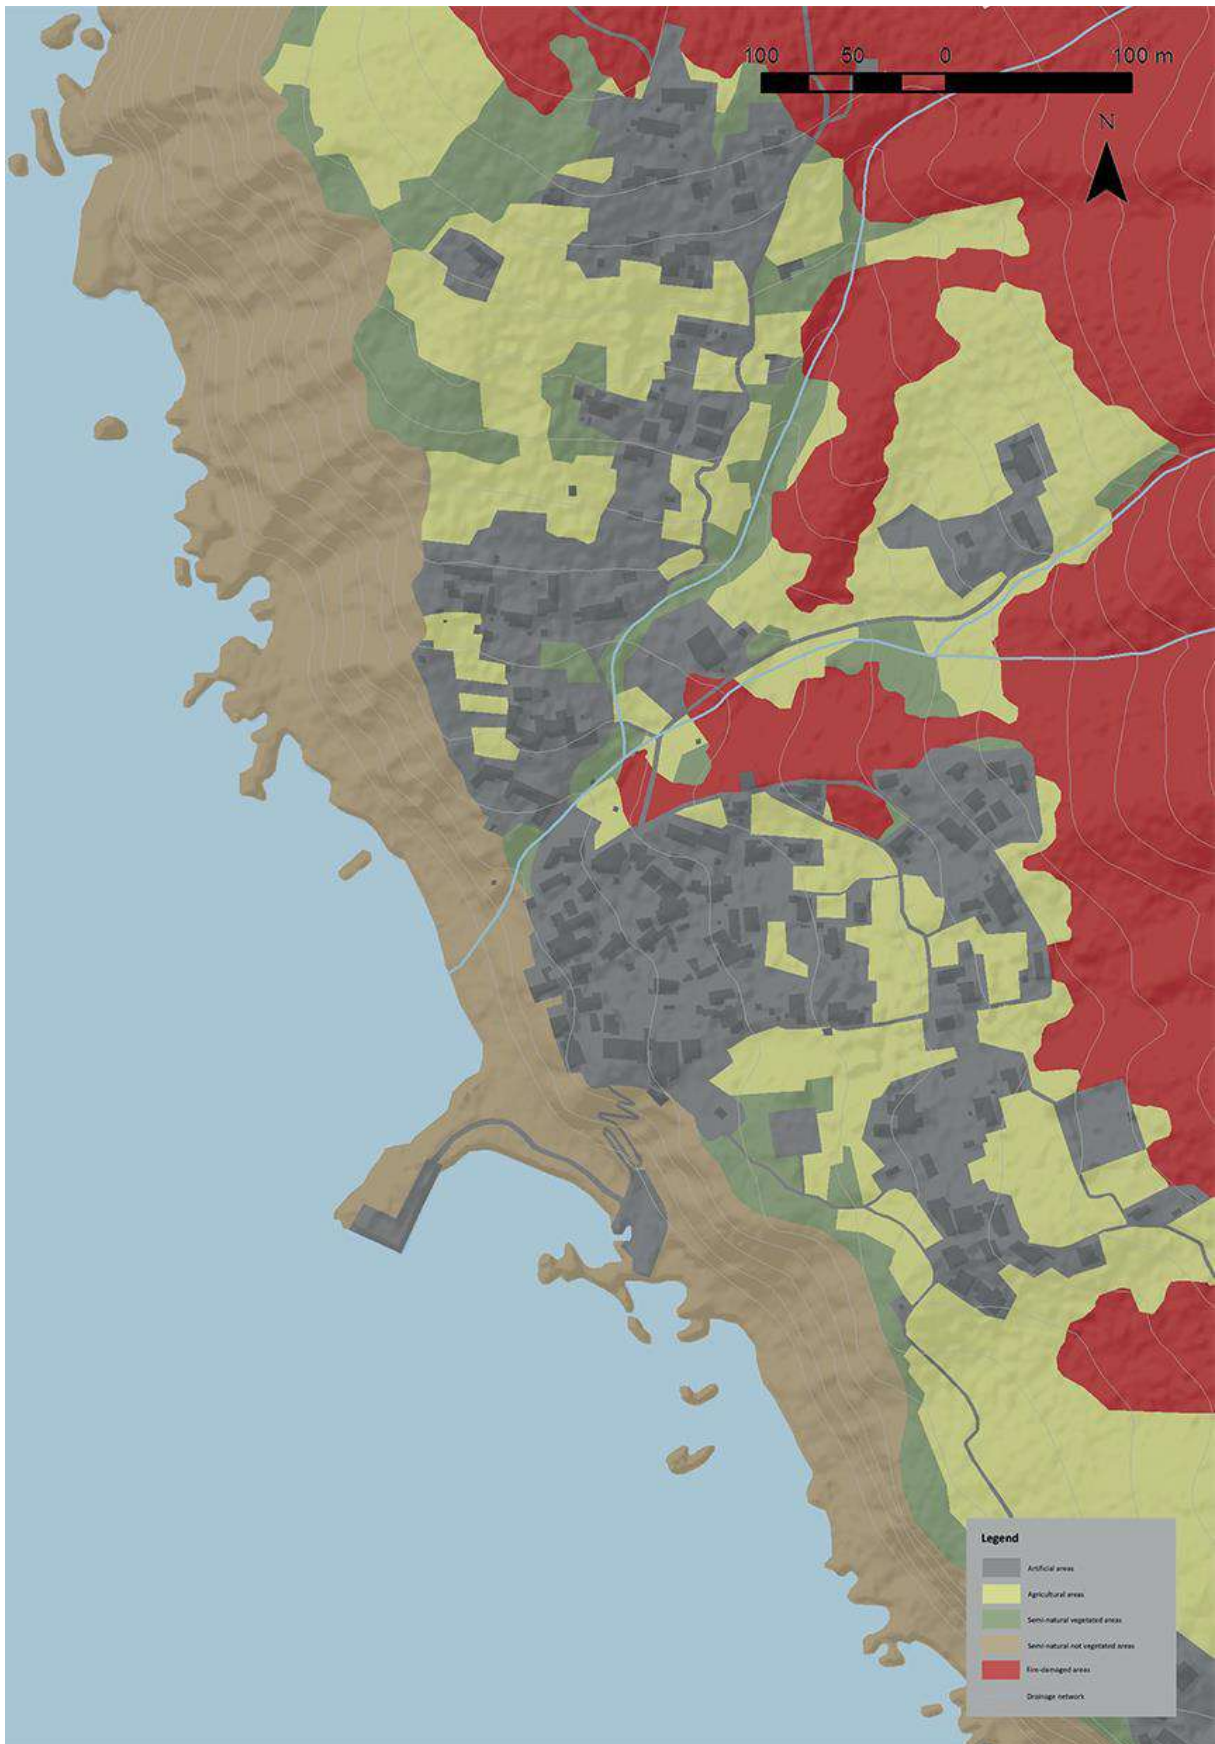 100 50 0 100 m
N
Legend
Artificial areas
Agricultural areas
Semi-natural vegetated areas
Semi-natural not vegetated areas
Fire-damaged areas
Drainage network